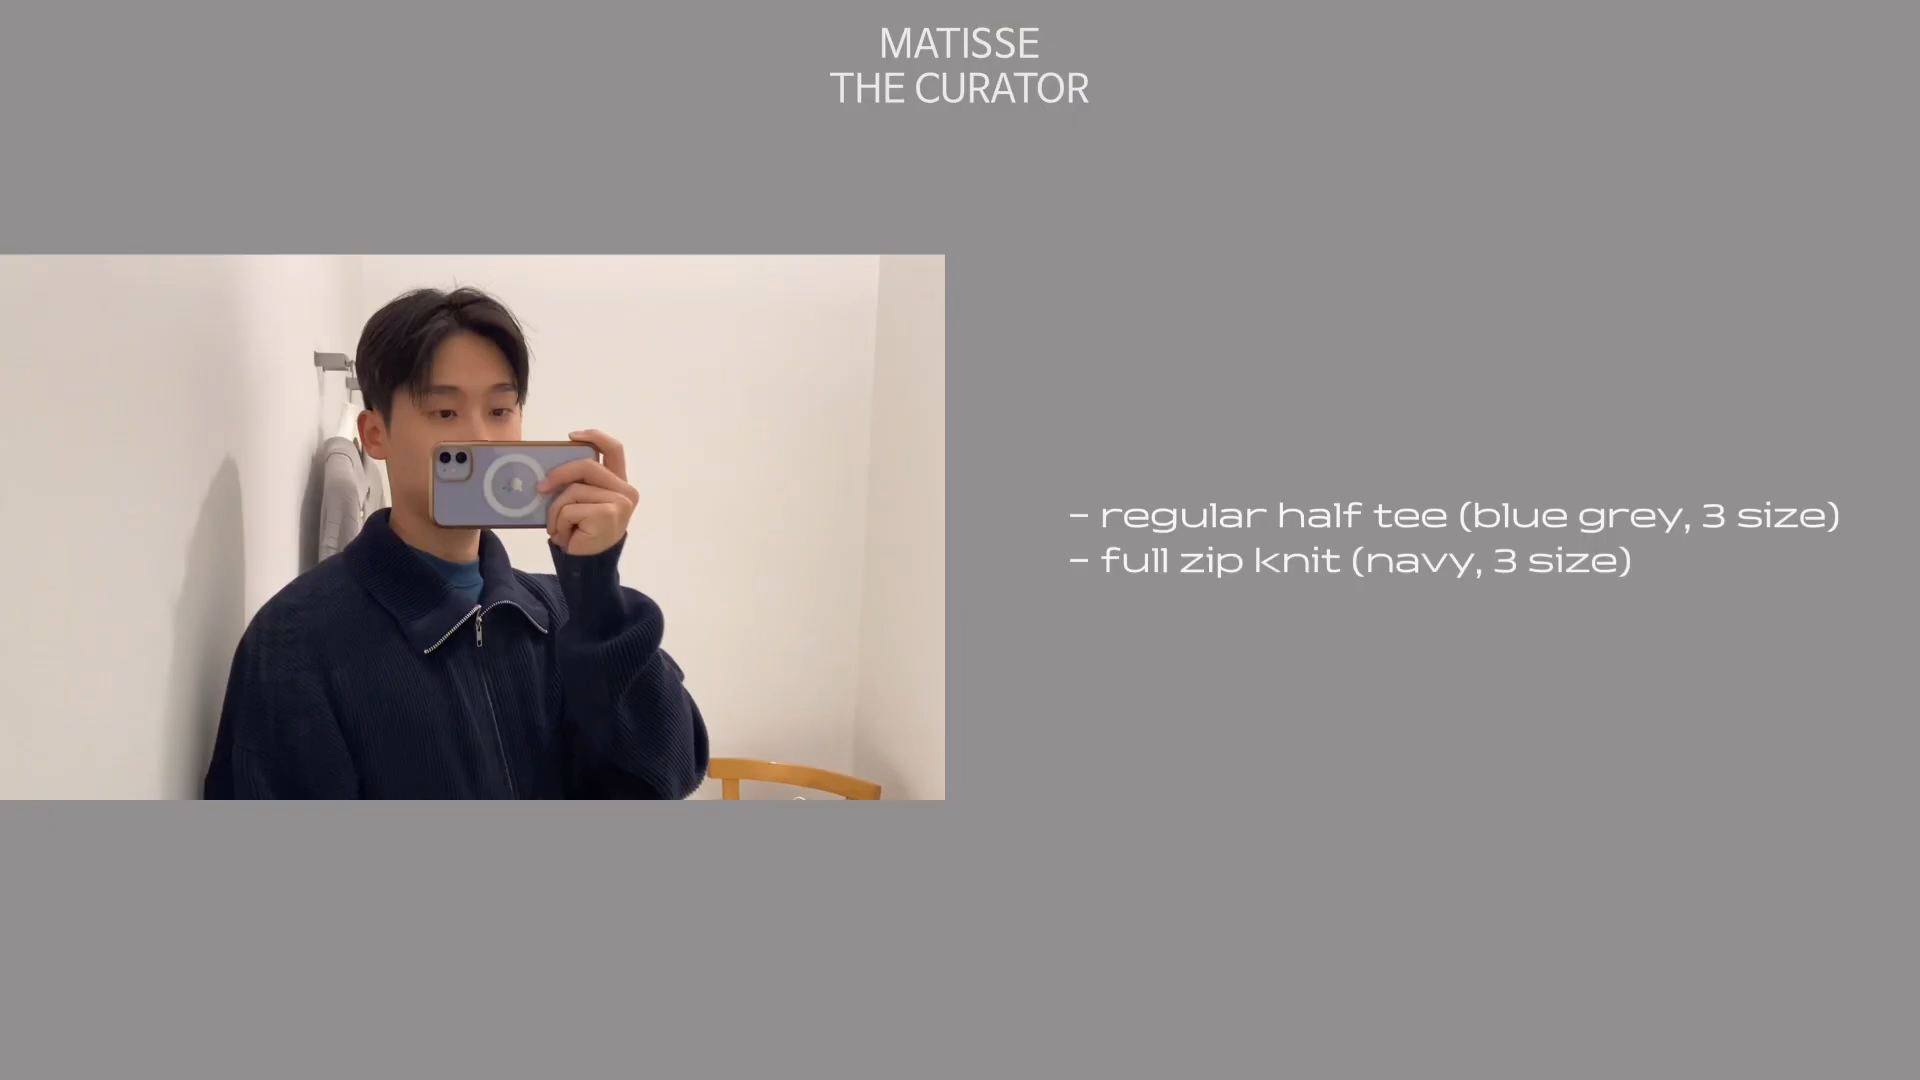 MATISSE
THE CURATOR
- regular half tee (blue grey, 3 size)
- full zip knit (navy, 3 size)